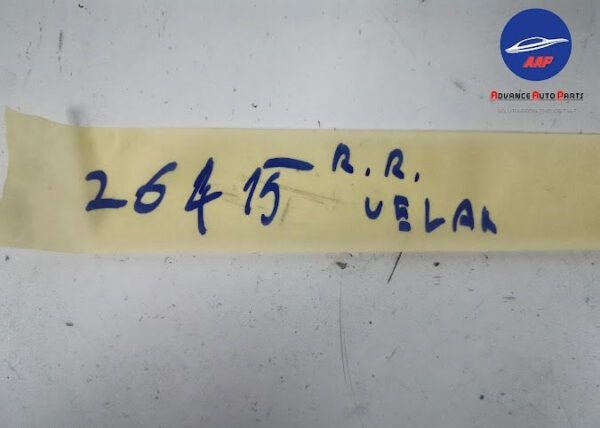 AAP
ADVANCE AUTO PARTS
26415 R.R.
VELAR